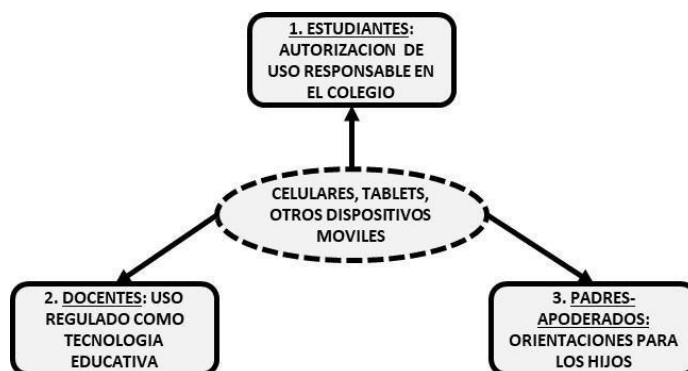 1. ESTUDIANTES:
AUTORIZACION DE
USO RESPONSABLE EN
EL COLEGIO
CELULARES, TABLETS,
OTROS DISPOSITIVOS
MOVILES
2. DOCENTES: USO
REGULADO COMO
TECNOLOGIA
EDUCATIVA
3. PADRES-
APODERADOS:
ORIENTACIONES PARA
LOS HIJOS